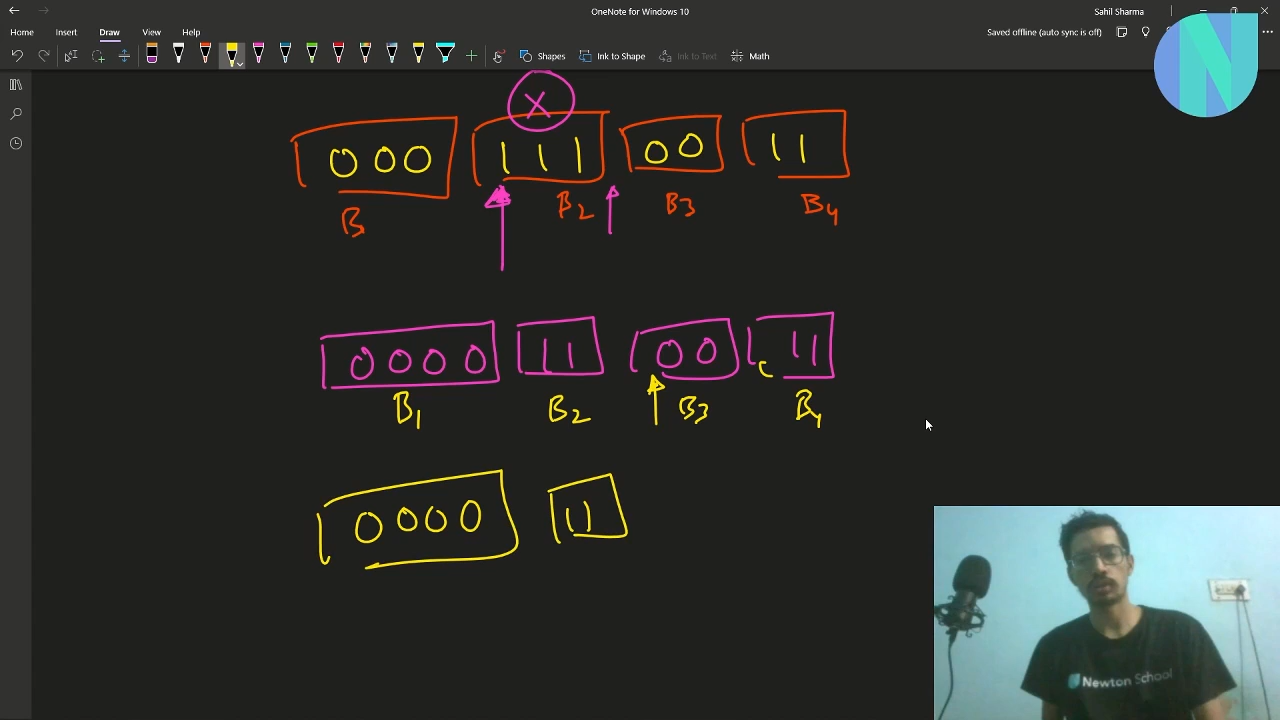 OneNote for Windows 10
Sahil Sharma
Home Insert Draw View Help
Saved offline (auto sync is off)
Shapes Ink to Shape Ink to Text Math
X
000 111 00 11
B B2 B3 B4
0000 11 00 11
B1 B2 B3 B4
0000 11
Newton School